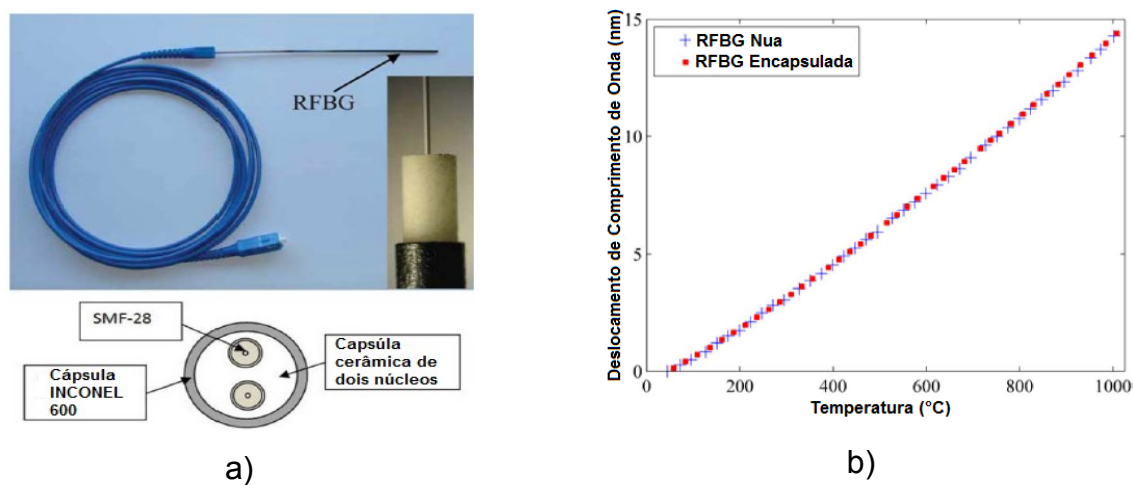 RFBG
SMF-28
Cápsula
INCONEL
600
Capsúla
cerâmica de
dois núcleos
a)
Deslocamento de Comprimento de Onda (nm)
15
10
5
0
RFBG Nua
RFBG Encapsulada
0
200
400
600
800
1000
Temperatura (°C)
b)